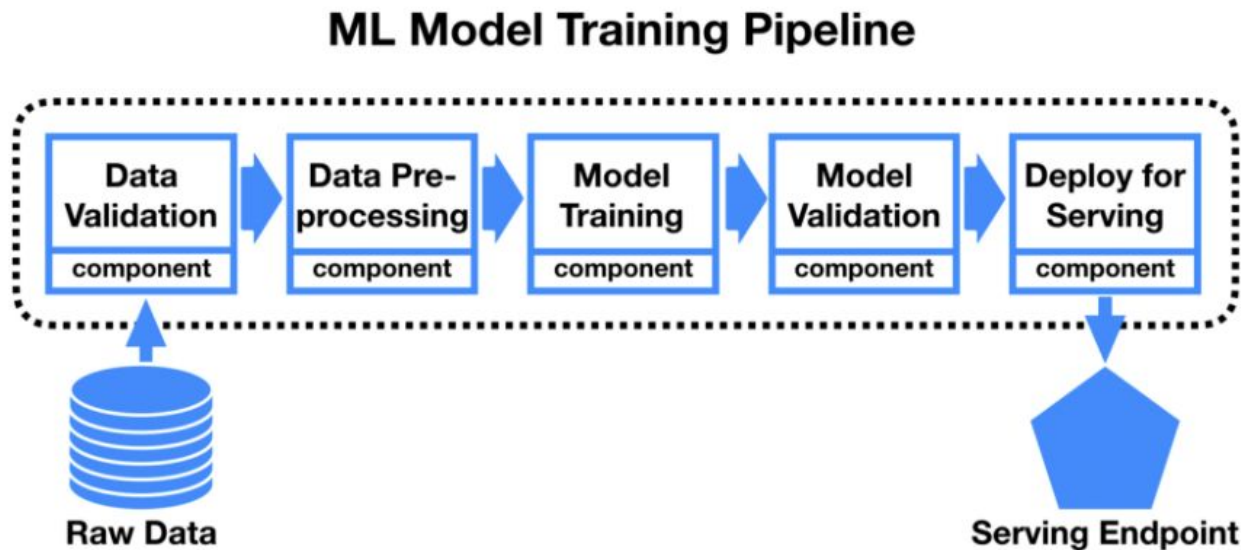 ML Model Training Pipeline
Data
Validation
component
Data Pre-
processing
component
Model
Training
component
Model
Validation
component
Deploy for
Serving
component
Raw Data
Serving Endpoint